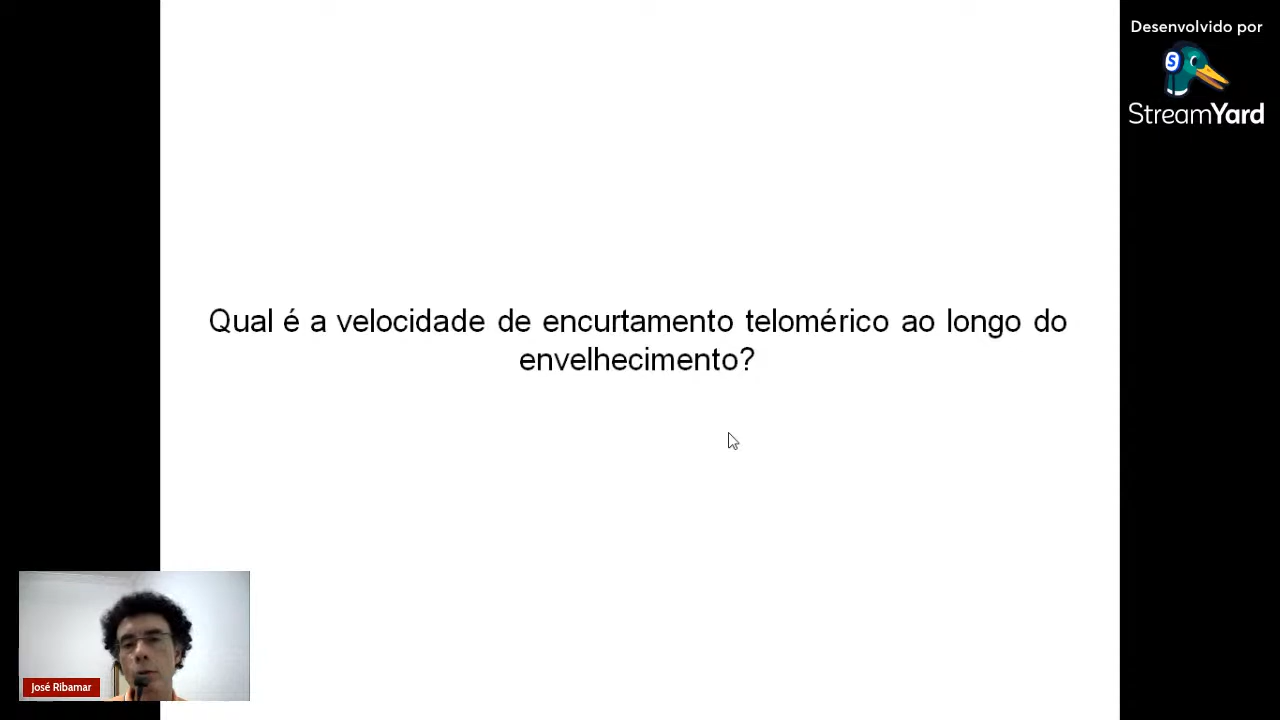 Desenvolvido por
StreamYard
Qual é a velocidade de encurtamento telomérico ao longo do
envelhecimento?
José Ribamar